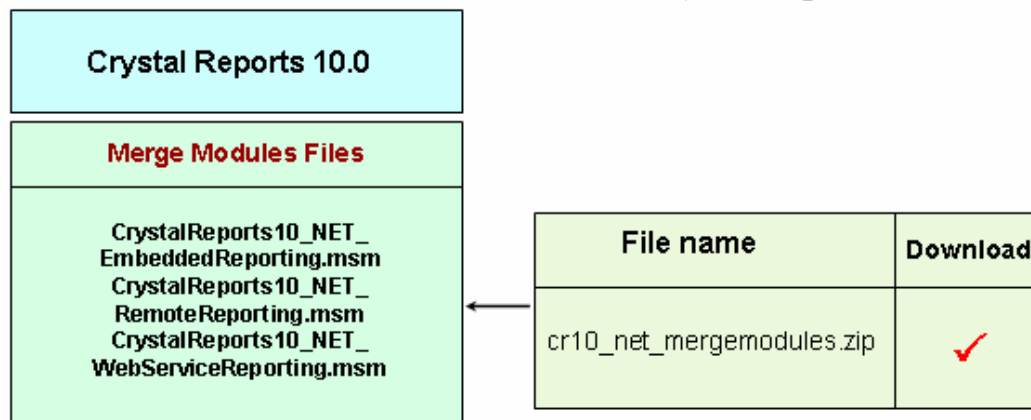 Crystal Reports 10.0
Merge Modules Files
CrystalReports10_NET_
EmbeddedReporting.msm
CrystalReports10_NET_
RemoteReporting.msm
CrystalReports10_NET_
WebServiceReporting.msm
File name
Download
cr10_net_mergemodules.zip